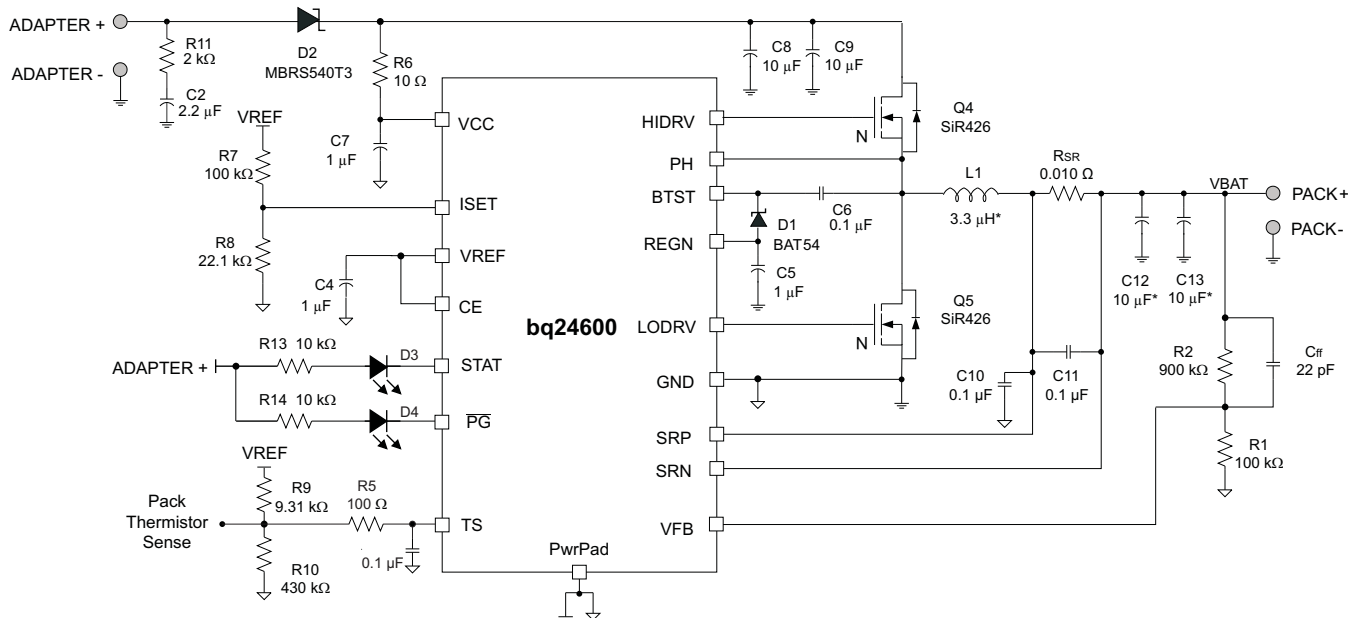 ADAPTER +
R11
2 kΩ
ADAPTER -
C2
2.2 μF
D2
MBRS540T3
R6
10 Ω
C8
10 μF
C9
10 μF
VREF
R7
100 kΩ
C7
1 μF
VCC
HIDRV
N
Q4
SiR426
PH
ISET
BTST
C6
0.1 μF
L1
3.3 μH*
RSR
0.010 Ω
VBAT
PACK+
PACK-
R8
22.1 kΩ
VREF
C4
1 μF
CE
REGN
D1
BAT54
C5
1 μF
C12
10 μF*
C13
10 μF*
bq24600
LODRV
N
Q5
SiR426
ADAPTER +
R13 10 kΩ
D3
STAT
R14 10 kΩ
D4
PG
GND
C10
0.1 μF
C11
0.1 μF
R2
900 kΩ
Cff
22 pF
SRP
SRN
R1
100 kΩ
VREF
R9
9.31 kΩ
Pack
Thermistor
Sense
R5
100 Ω
TS
VFB
0.1 μF
R10
430 kΩ
PwrPad